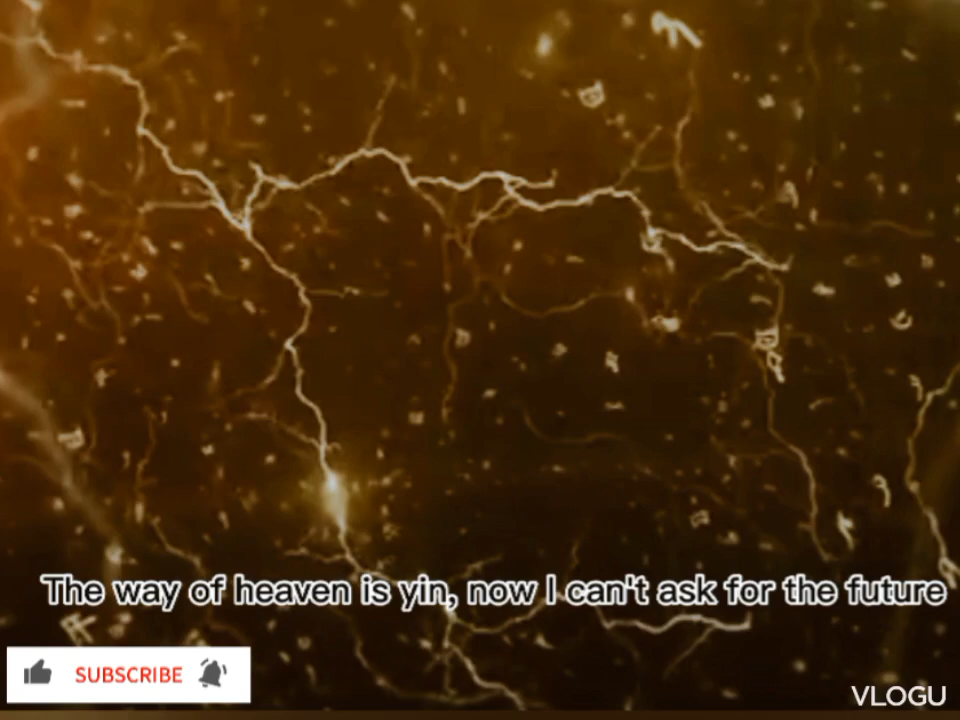 The way of heaven is yin, now I can't ask for the future
SUBSCRIBE
VLOGU